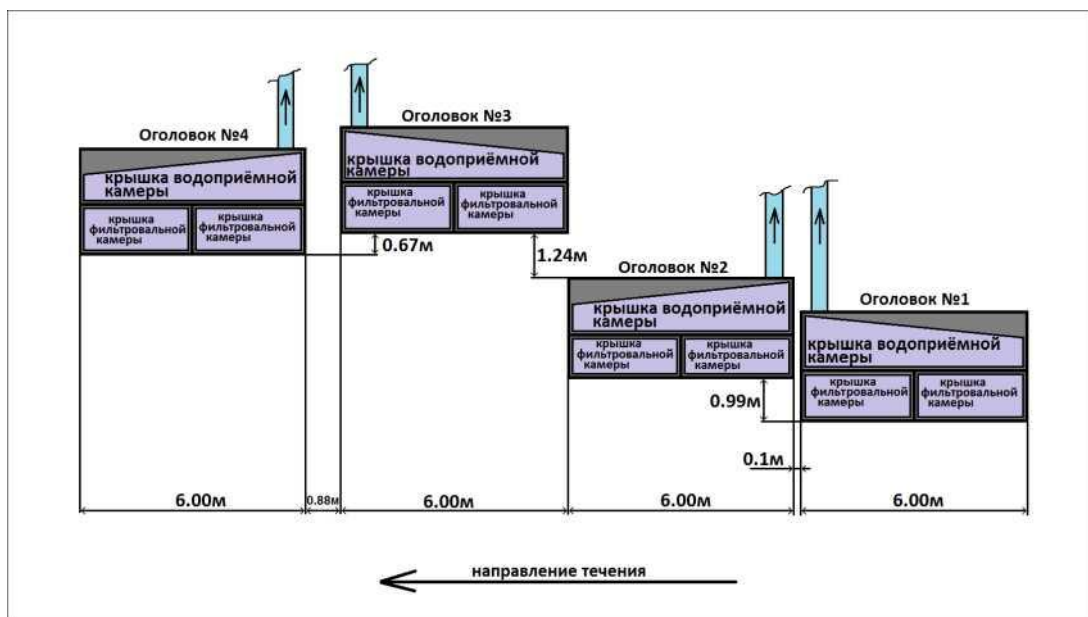 Оголовок №4
крышка водоприёмной
камеры
крышка
фильтровальной
камеры
крышка
фильтровальной
камеры
Оголовок №3
крышка водоприёмной
камеры
крышка
фильтровальной
камеры
крышка
фильтровальной
камеры
0.67м
1.24м
Оголовок №2
крышка водоприёмной
камеры
крышка
фильтровальной
камеры
крышка
фильтровальной
камеры
Оголовок №1
крышка водоприёмной
камеры
крышка
фильтровальной
камеры
крышка
фильтровальной
камеры
0.99м
0.1м
6.00м
0.88м
6.00м
6.00м
6.00м
направление течения